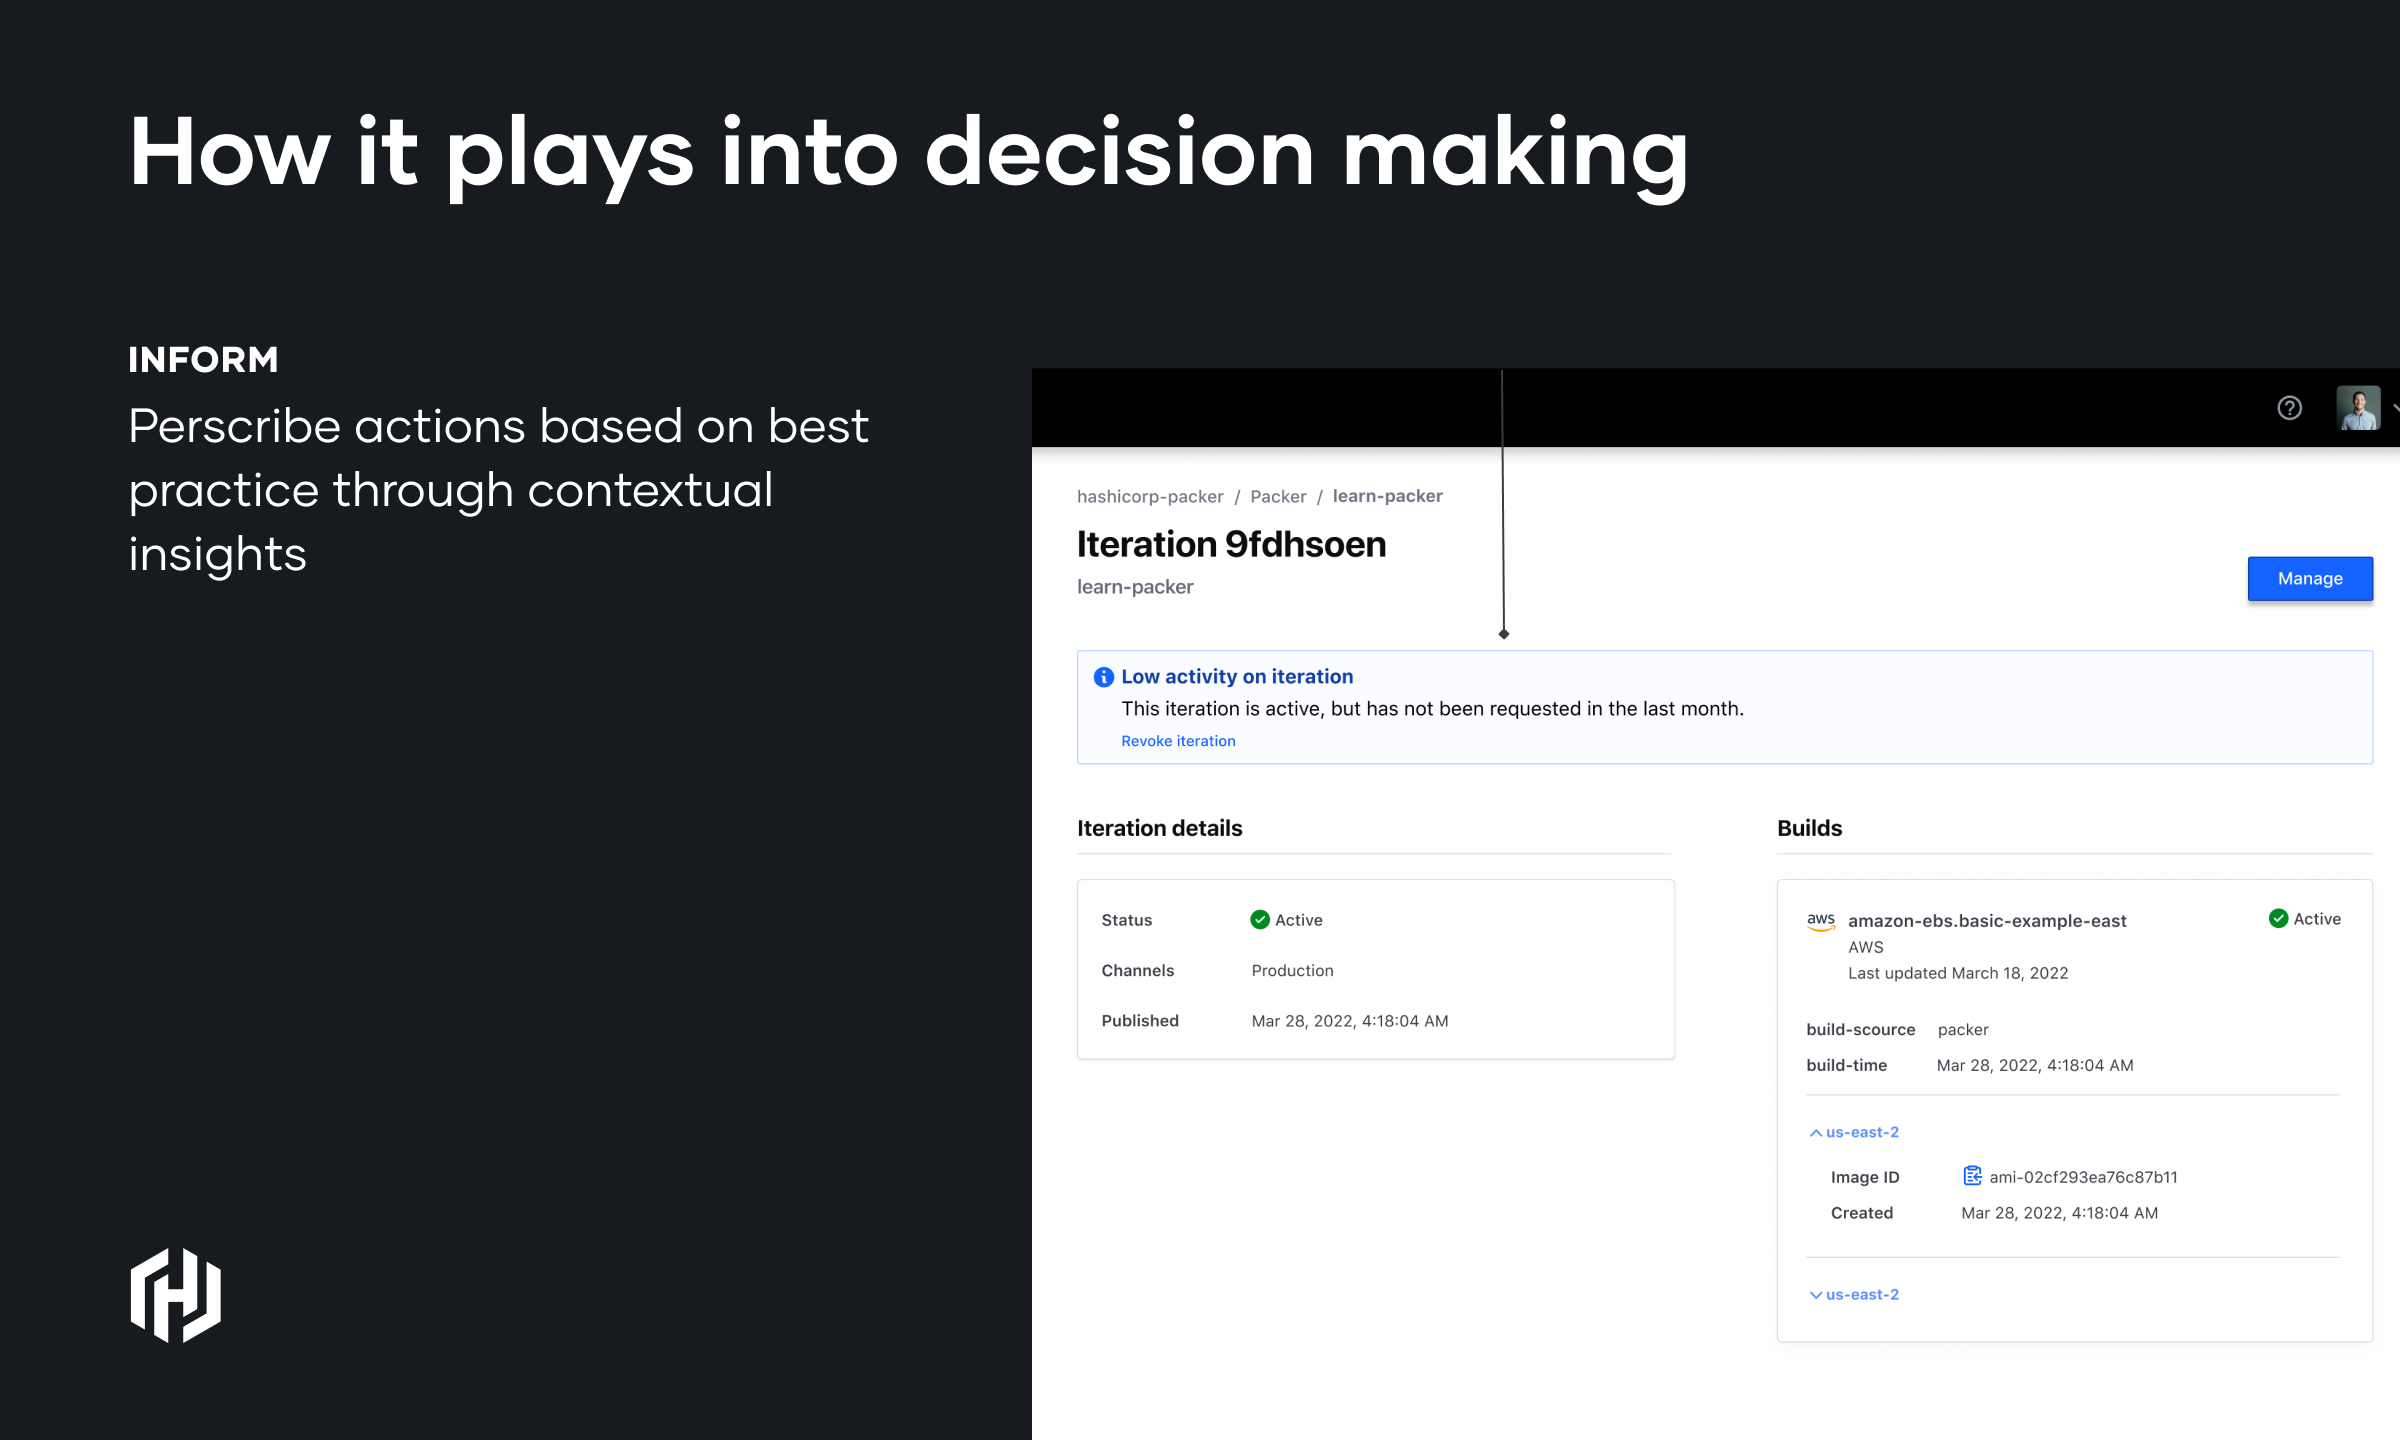 How it plays into decision making
INFORM
Perscribe actions based on best
practice through contextual
insights
hashicorp-packer / Packer / learn-packer
Iteration 9fdhsoen
learn-packer
Manage
Low activity on iteration
This iteration is active, but has not been requested in the last month.
Revoke iteration
Iteration details
Status Active
Channels Production
Published Mar 28, 2022, 4:18:04 AM
Builds
aws amazon-ebs.basic-example-east Active
AWS
Last updated March 18, 2022
build-scource packer
build-time Mar 28, 2022, 4:18:04 AM
us-east-2
Image ID ami-02cf293ea76c87b11
Created Mar 28, 2022, 4:18:04 AM
us-east-2